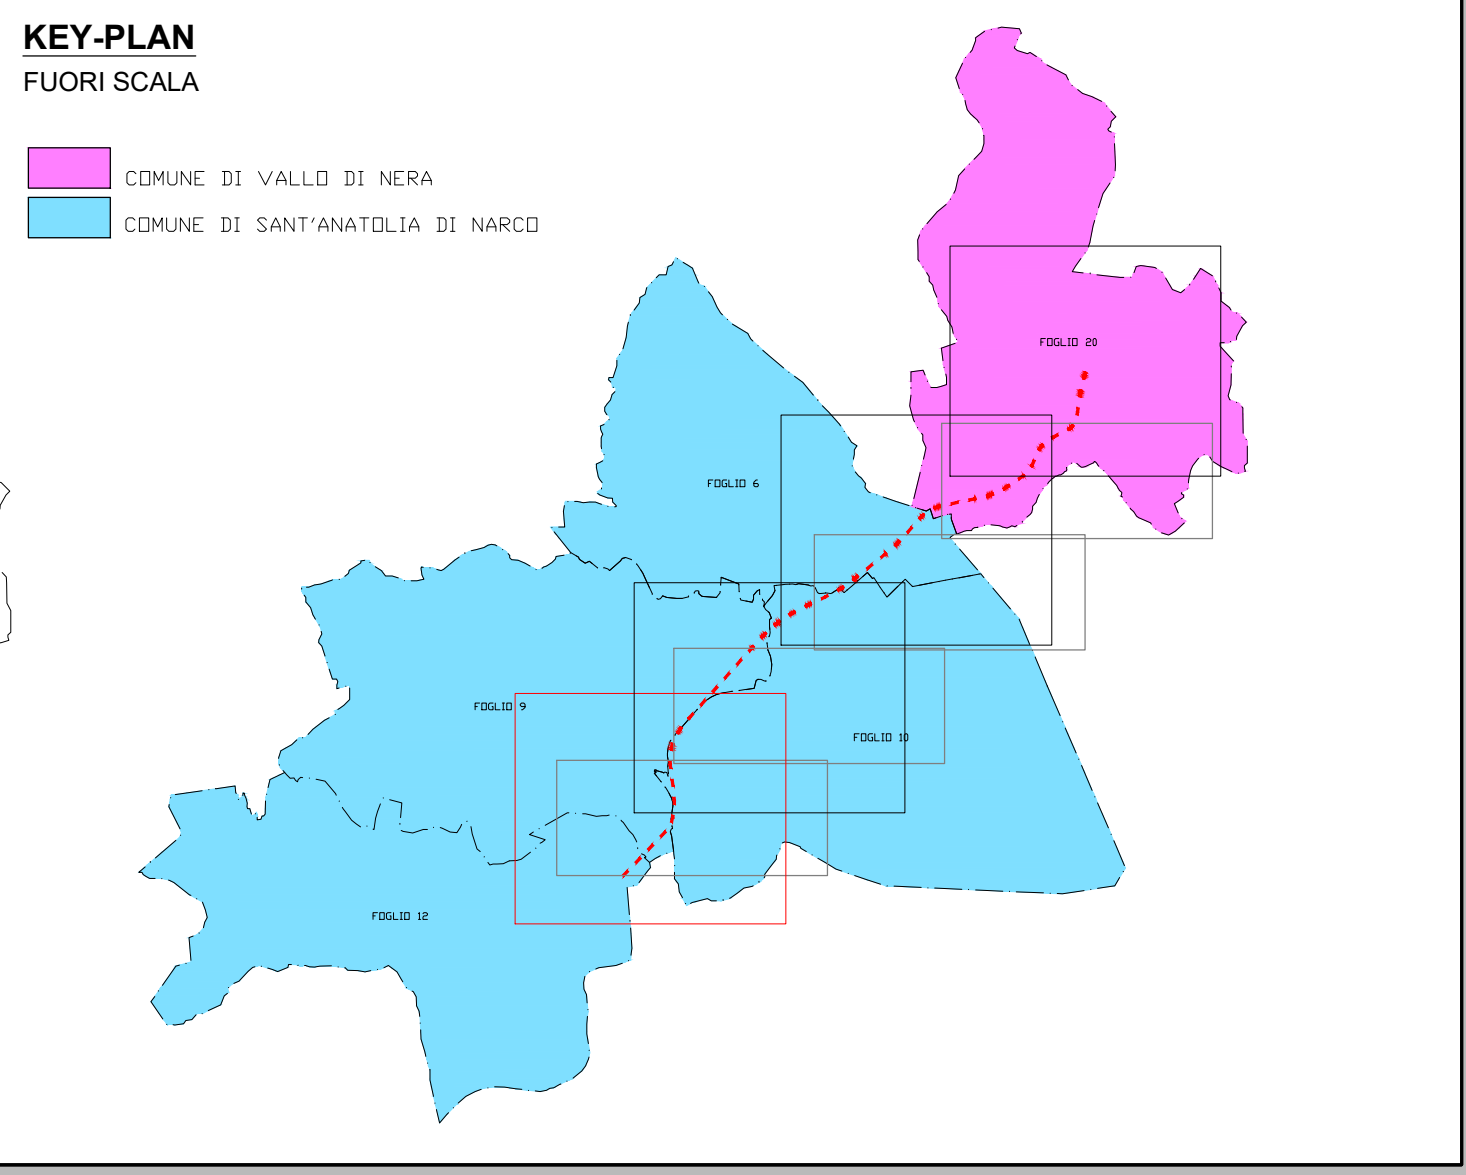 KEY-PLAN
FUORI SCALA
COMUNE DI VALLO DI NERA
COMUNE DI SANT'ANATOLIA DI NARCO
FOGLIO 20
FOGLIO 6
FOGLIO 9
FOGLIO 10
FOGLIO 12